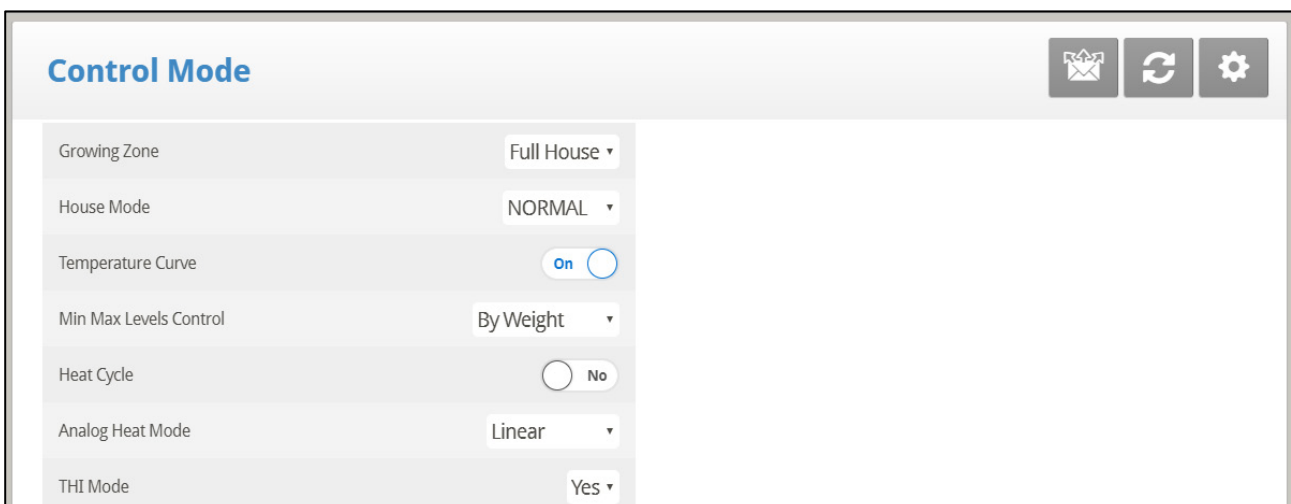 Control Mode
Growing Zone Full House
House Mode NORMAL
Temperature Curve On
Min Max Levels Control By Weight
Heat Cycle No
Analog Heat Mode Linear
THI Mode Yes